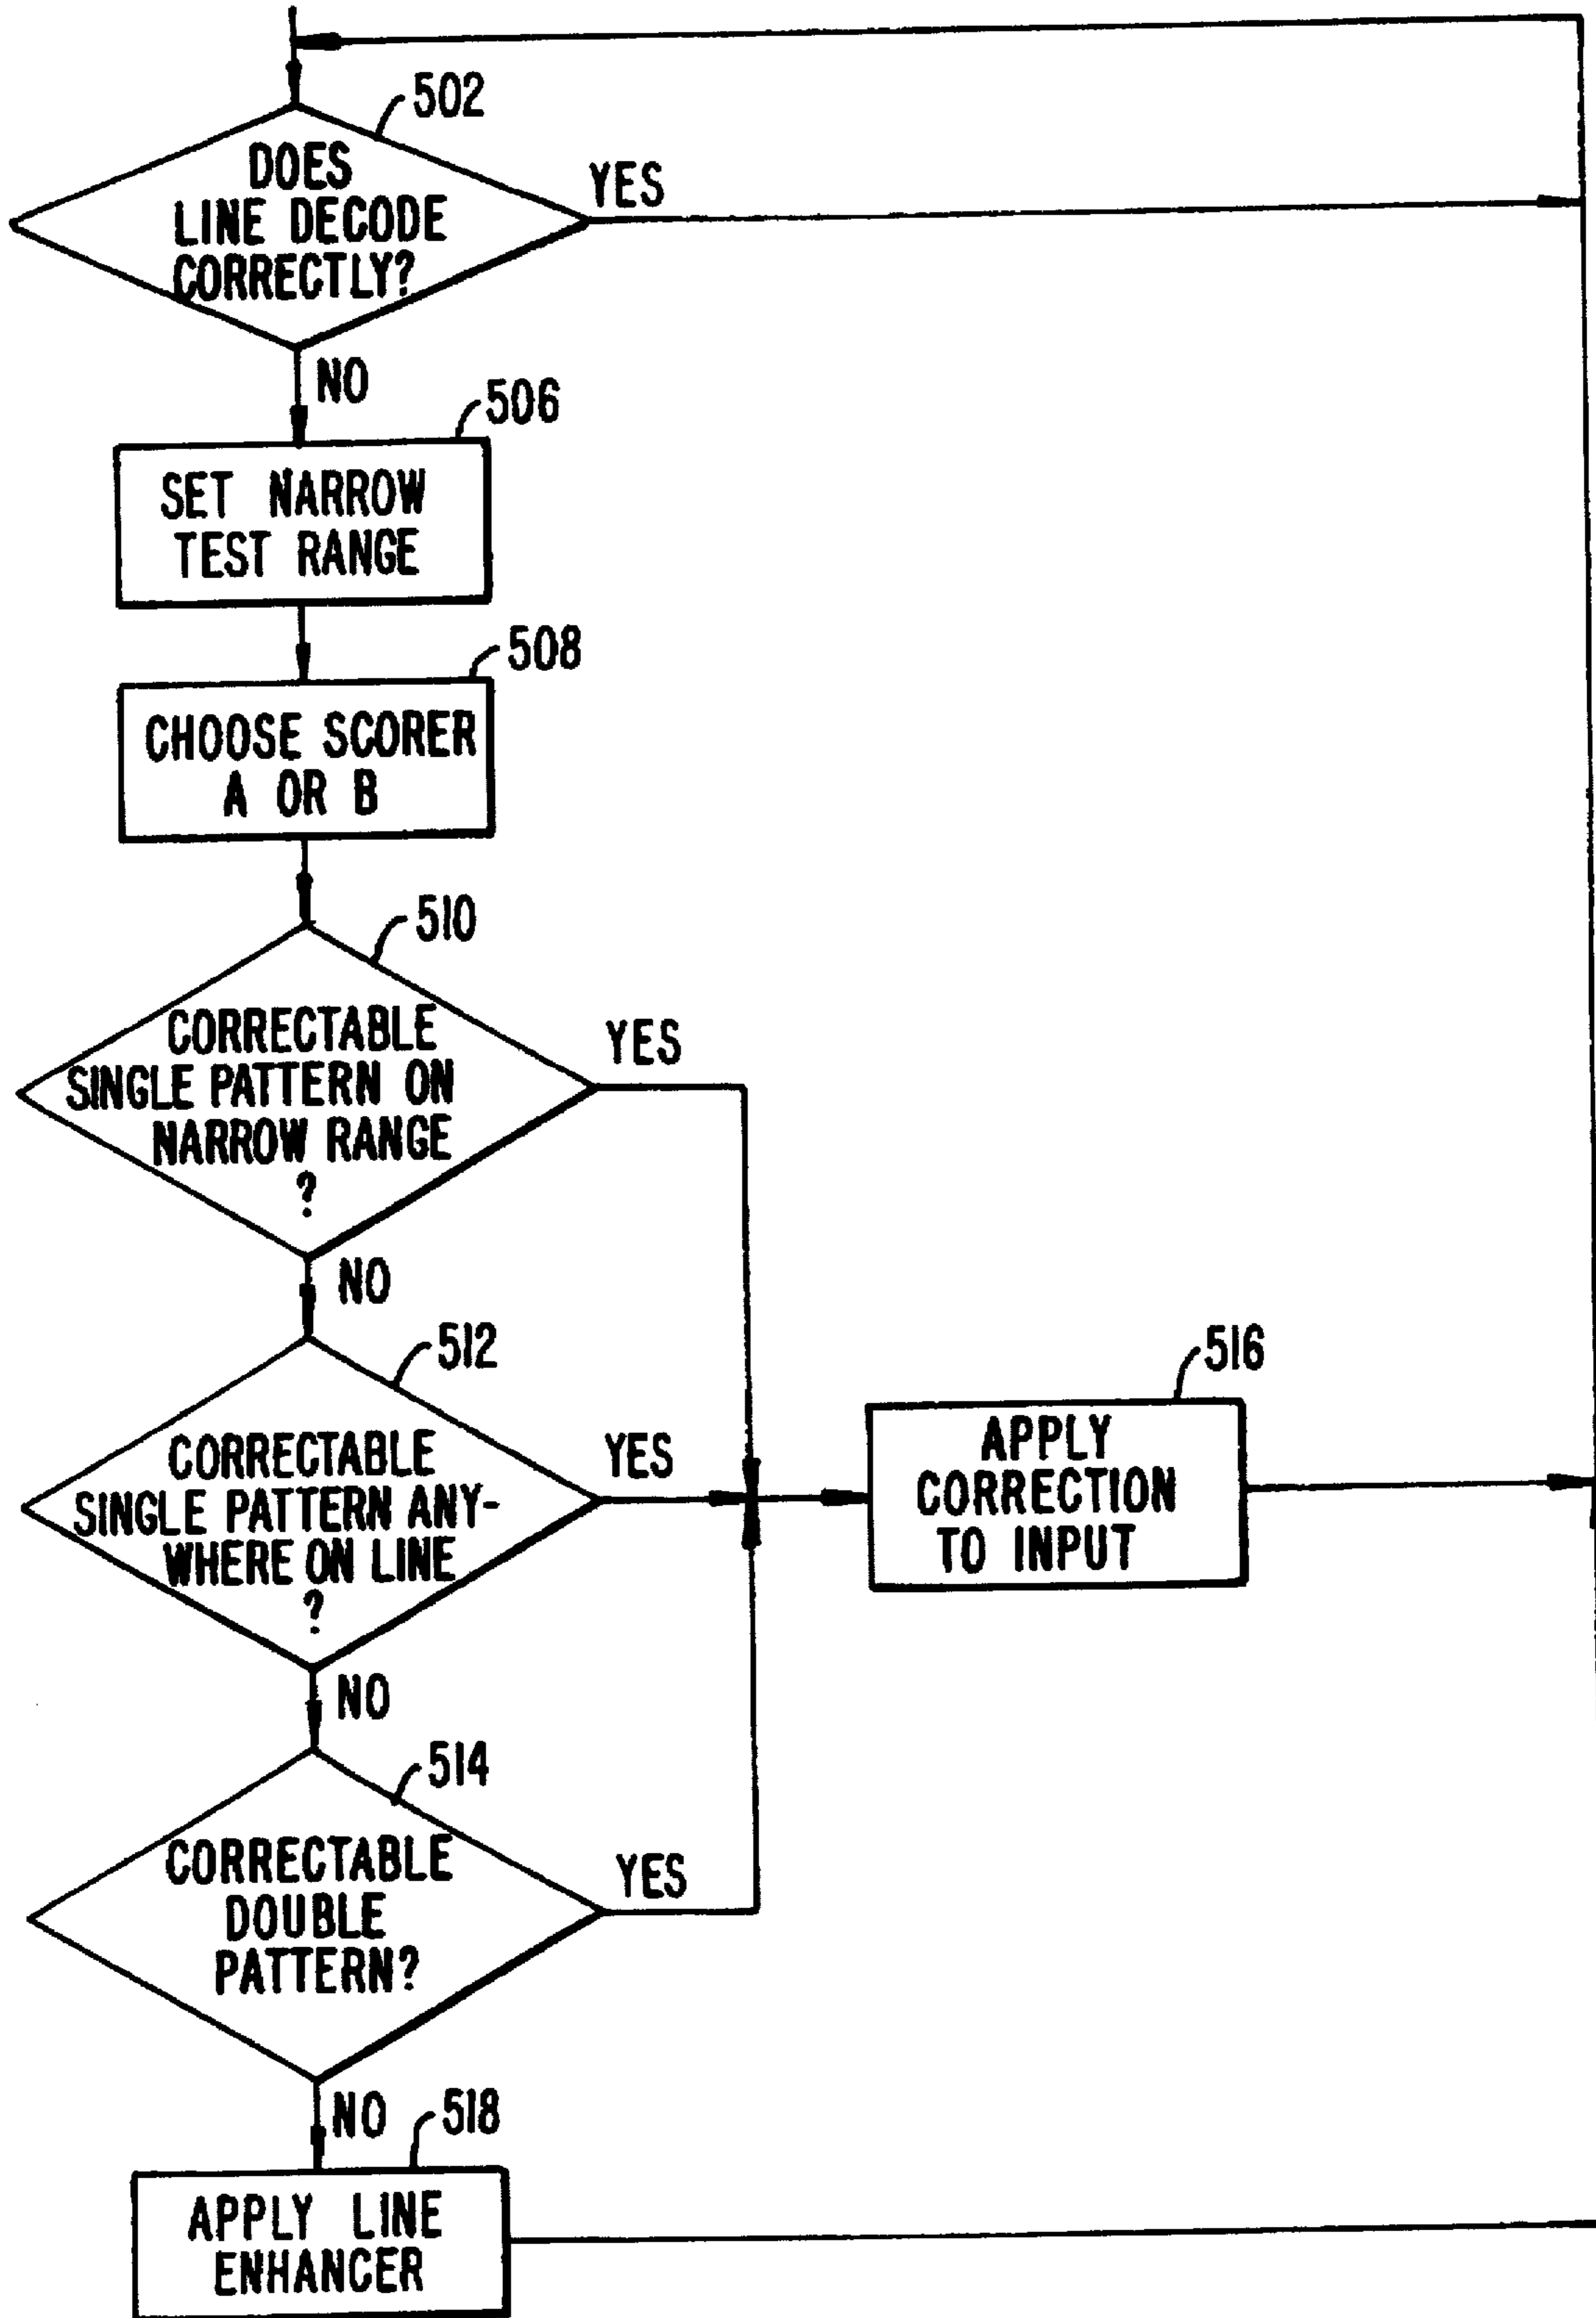 502
DOES
LINE DECODE
CORRECTLY?
YES
NO
506
SET NARROW
TEST RANGE
508
CHOOSE SCORER
A OR B
510
CORRECTABLE
SINGLE PATTERN ON
NARROW RANGE
?
YES
NO
512
CORRECTABLE
SINGLE PATTERN ANY-
WHERE ON LINE
?
YES
516
APPLY
CORRECTION
TO INPUT
NO
514
CORRECTABLE
DOUBLE
PATTERN?
YES
NO
518
APPLY LINE
ENHANCER